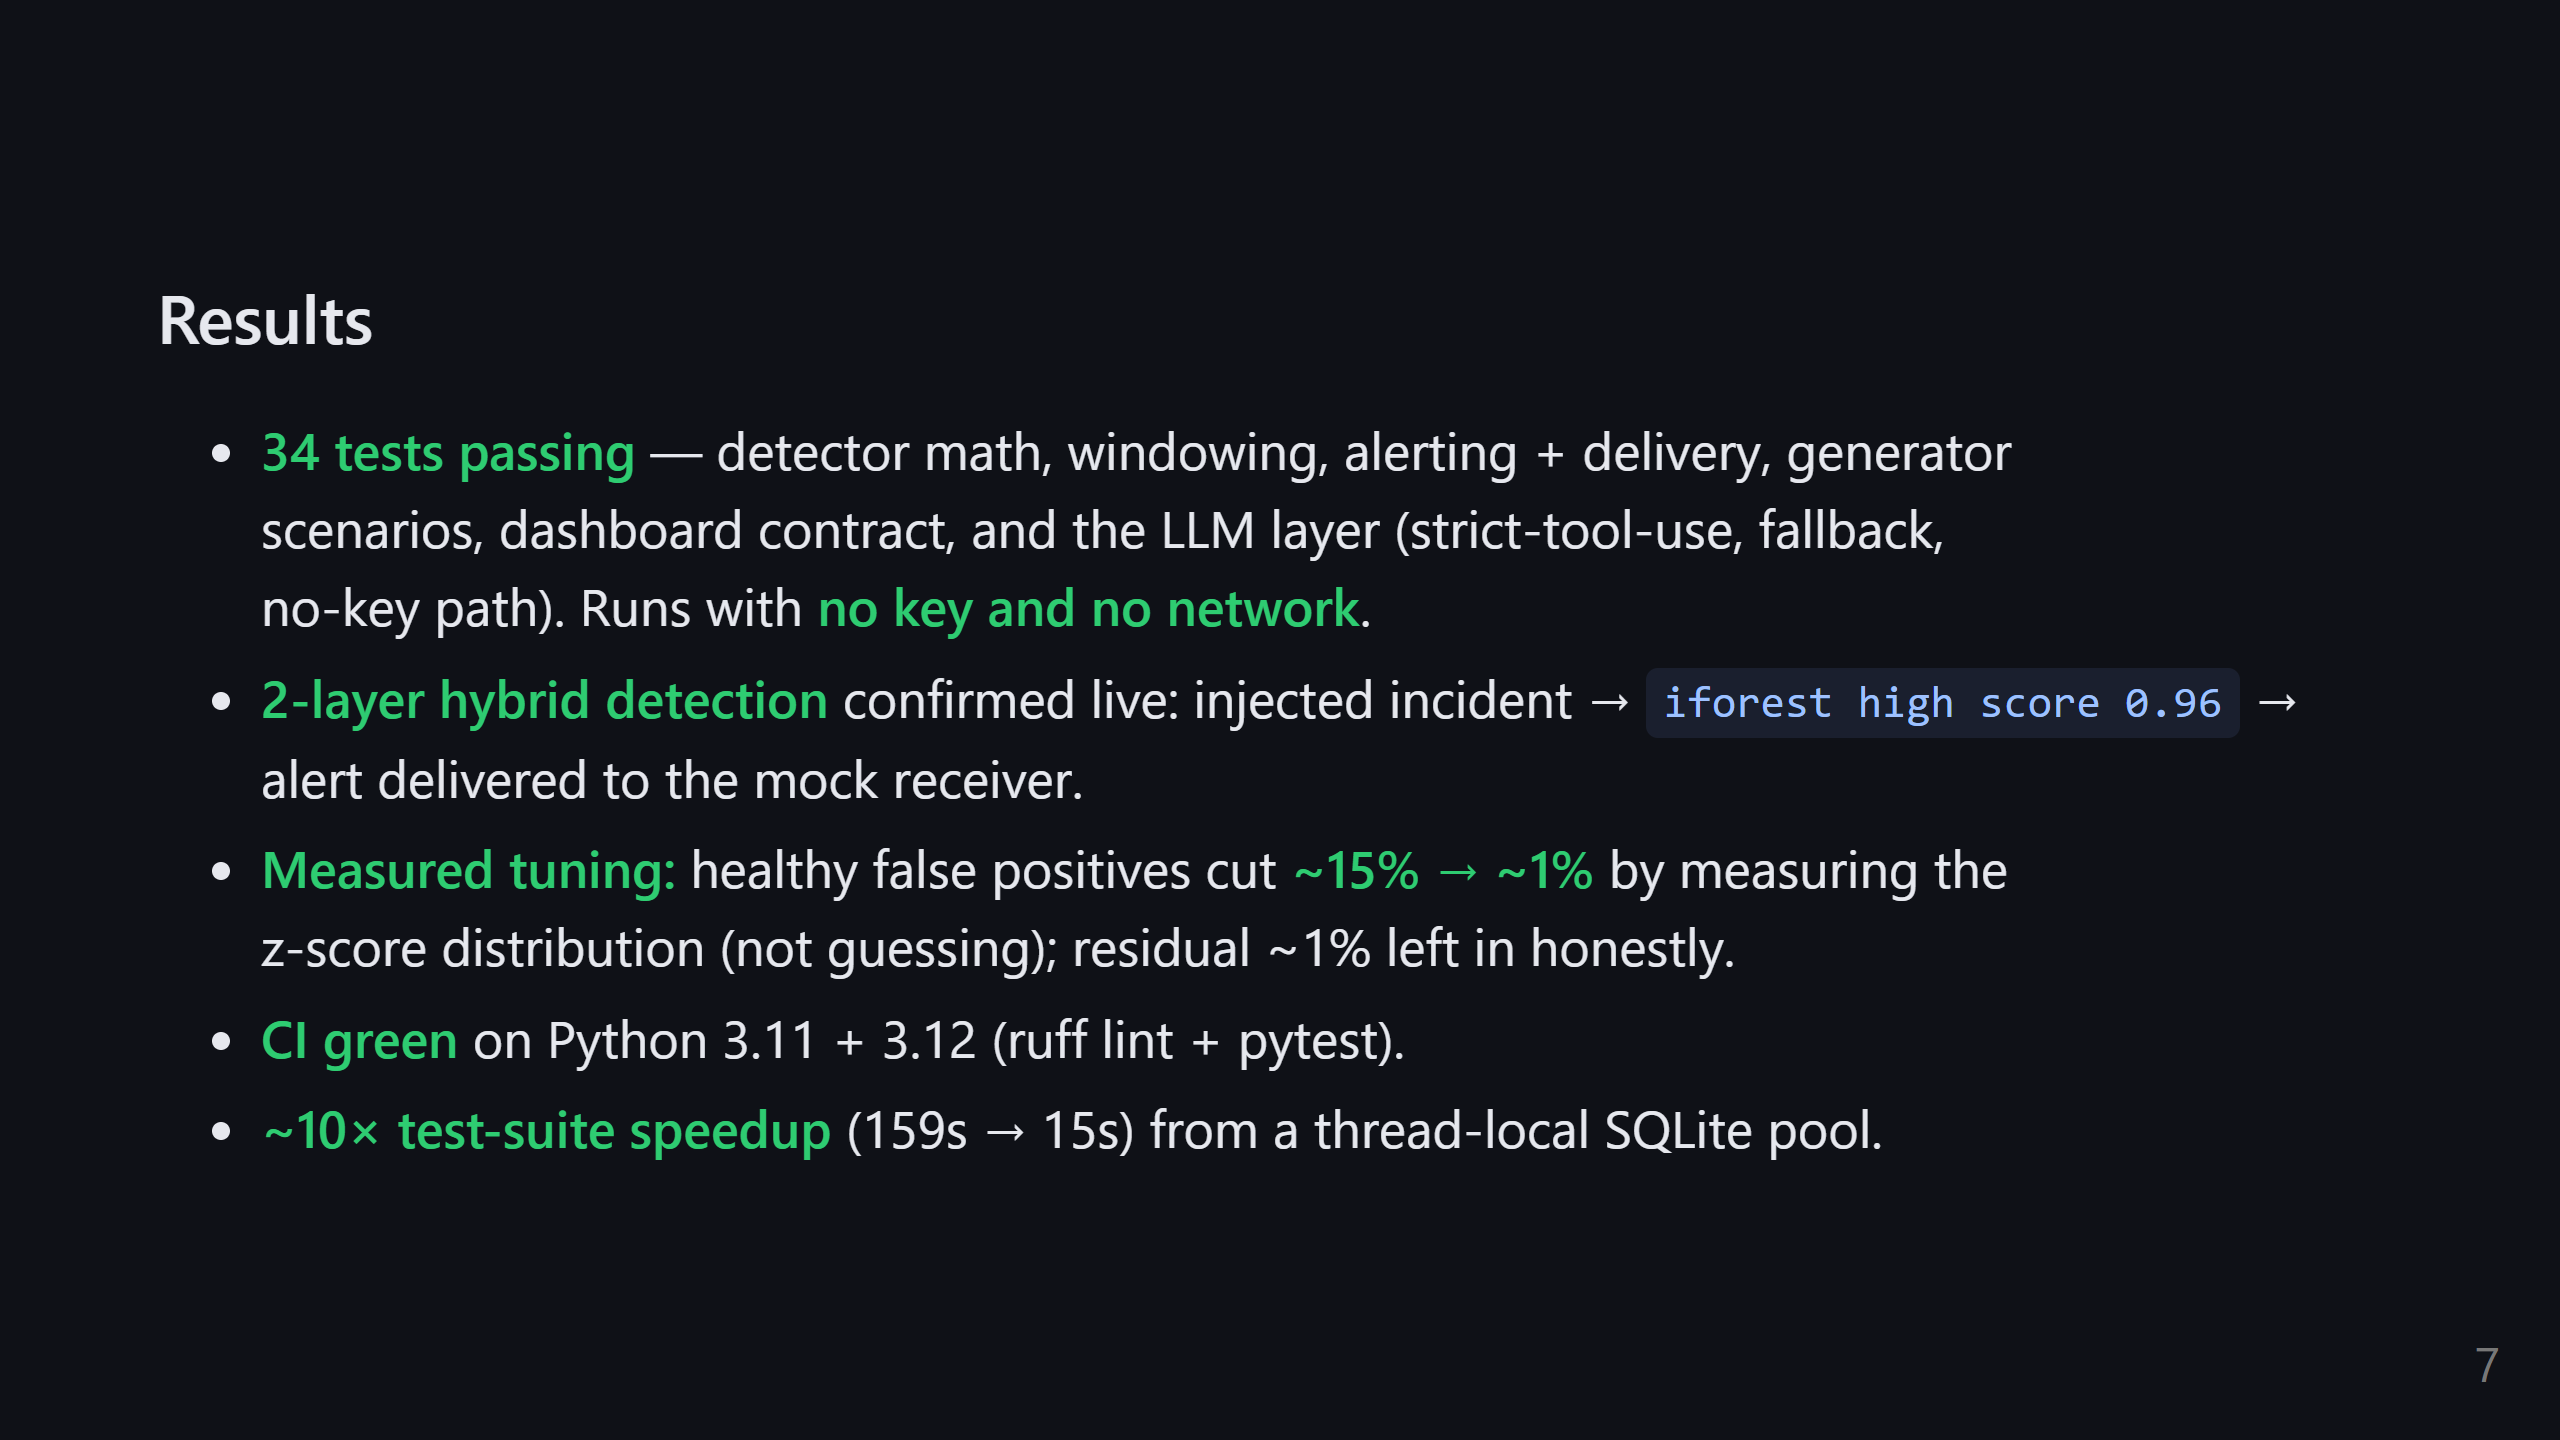 Results
• 34 tests passing — detector math, windowing, alerting + delivery, generator
scenarios, dashboard contract, and the LLM layer (strict-tool-use, fallback,
no-key path). Runs with no key and no network.
• 2-layer hybrid detection confirmed live: injected incident → iforest high score 0.96 →
alert delivered to the mock receiver.
• Measured tuning: healthy false positives cut ~15% → ~1% by measuring the
z-score distribution (not guessing); residual ~1% left in honestly.
• CI green on Python 3.11 + 3.12 (ruff lint + pytest).
• ~10× test-suite speedup (159s → 15s) from a thread-local SQLite pool.
7